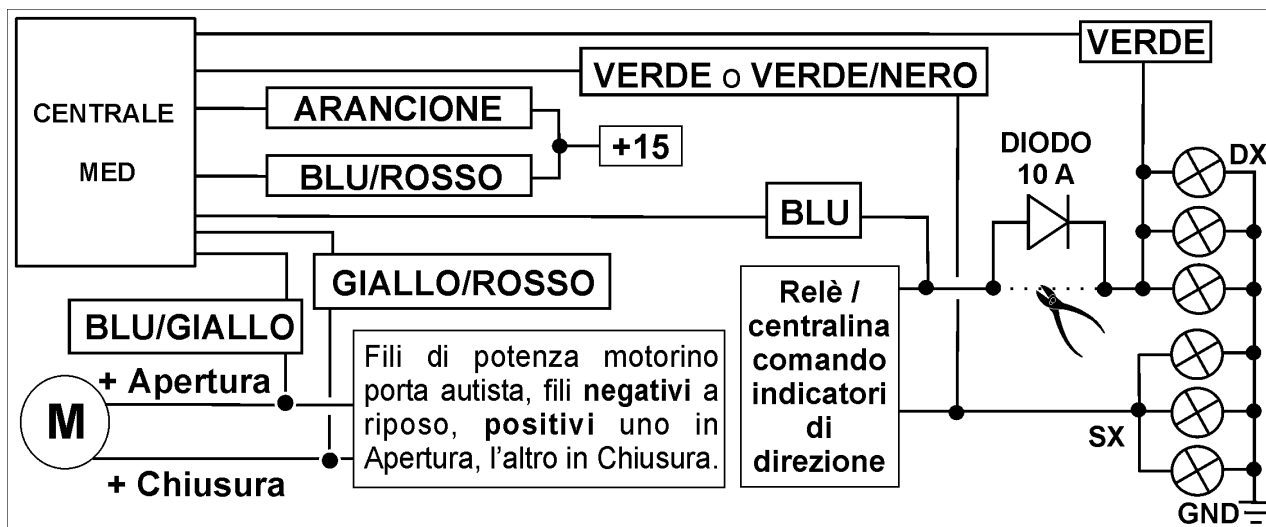 VERDE
VERDE o VERDE/NERO
CENTRALE
MED
ARANCIONE
+15
BLU/ROSSO
DIODO
10 A
DX
BLU
GIALLO/ROSSO
BLU/GIALLO
Relè /
centralina
comando
indicatori
di
direzione
+ Apertura
M
+ Chiusura
Fili di potenza motorino
porta autista, fili negativi a
riposo, positivi uno in
Apertura, l'altro in Chiusura.
SX
GND